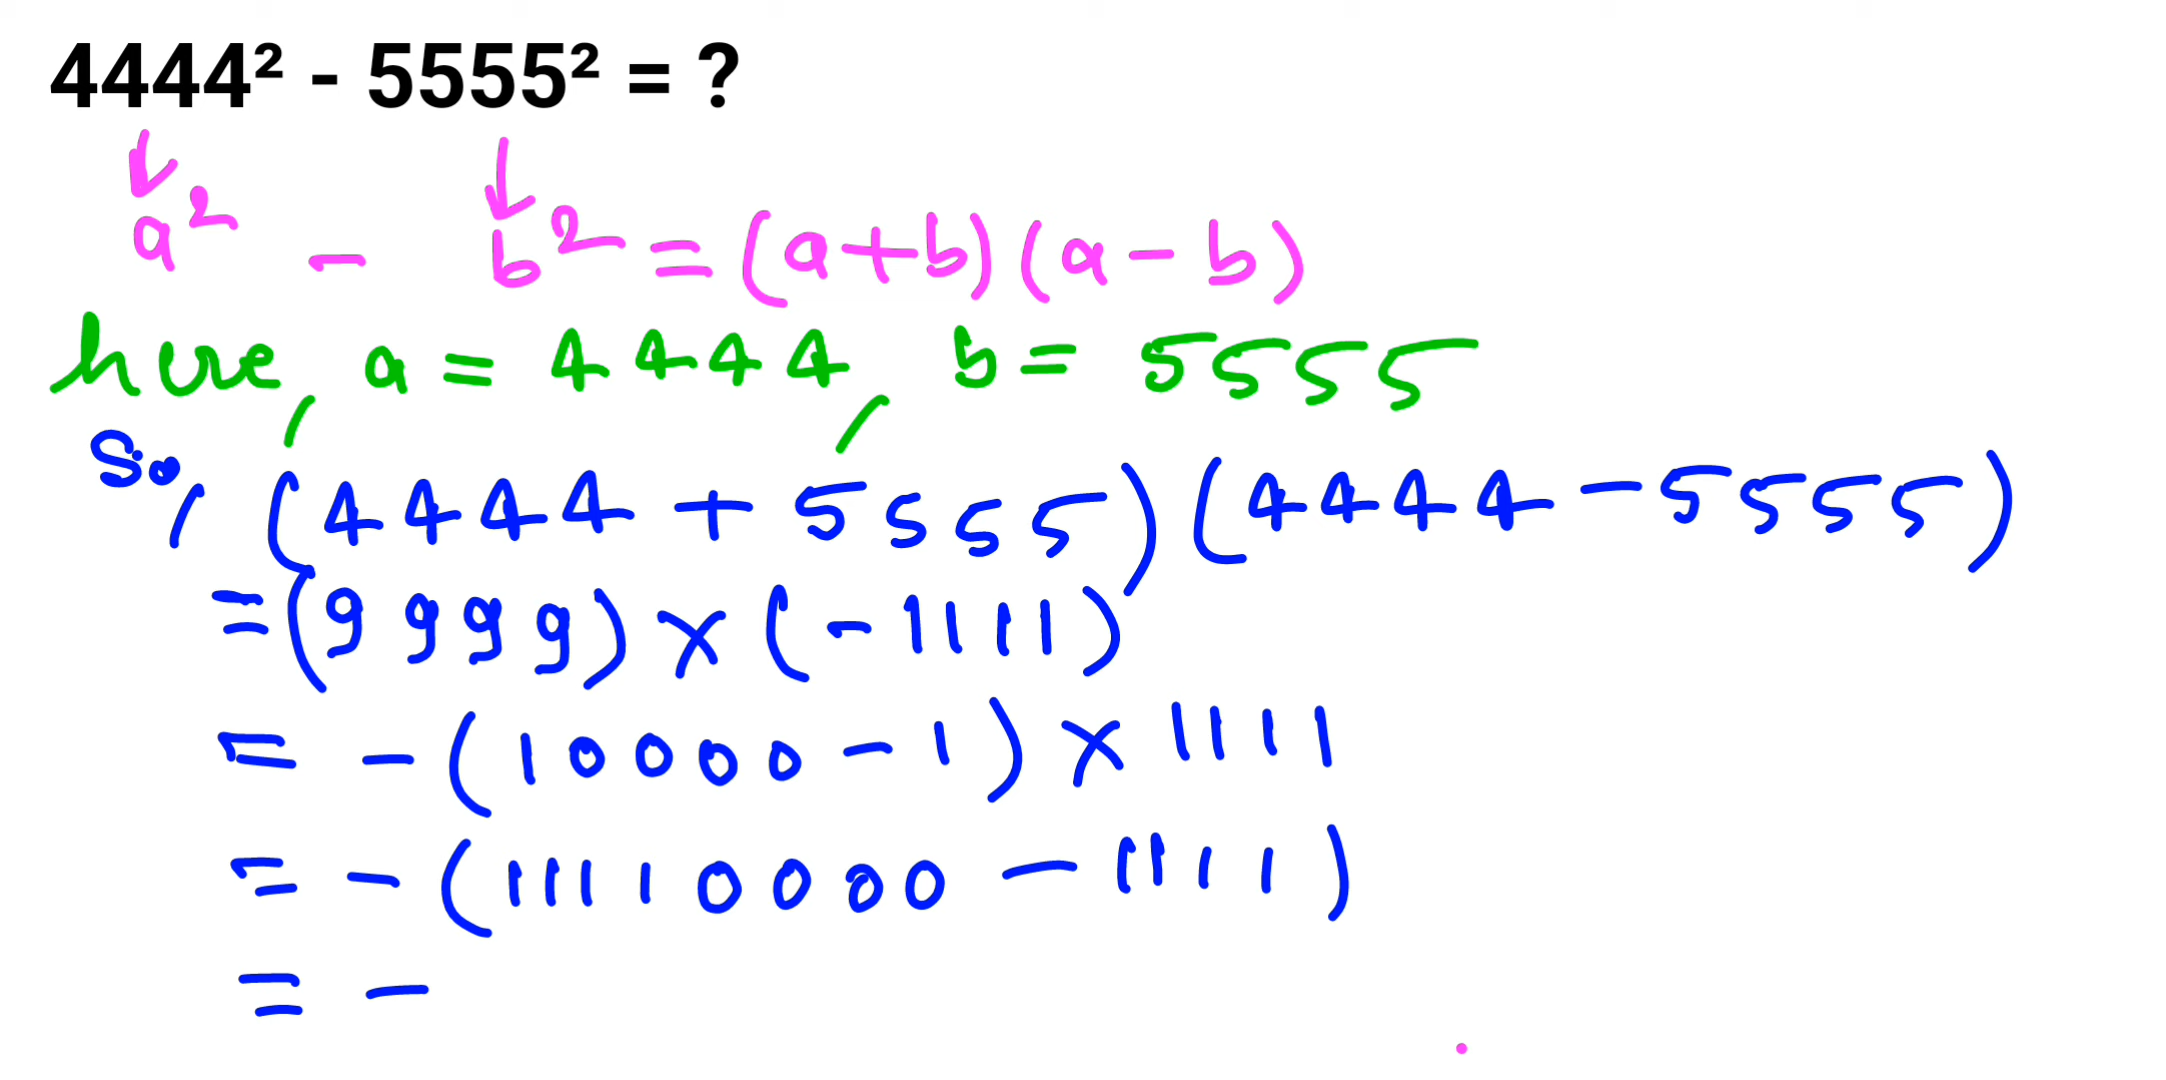 4444² - 5555² = ?
a² - b² = (a+b)(a-b)
here, a = 4444, b = 5555
So, (4444 + 5555)(4444 - 5555)
= (9999) × (-1111)
= -(10000 - 1) × 1111
= -(11110000 - 1111)
= -